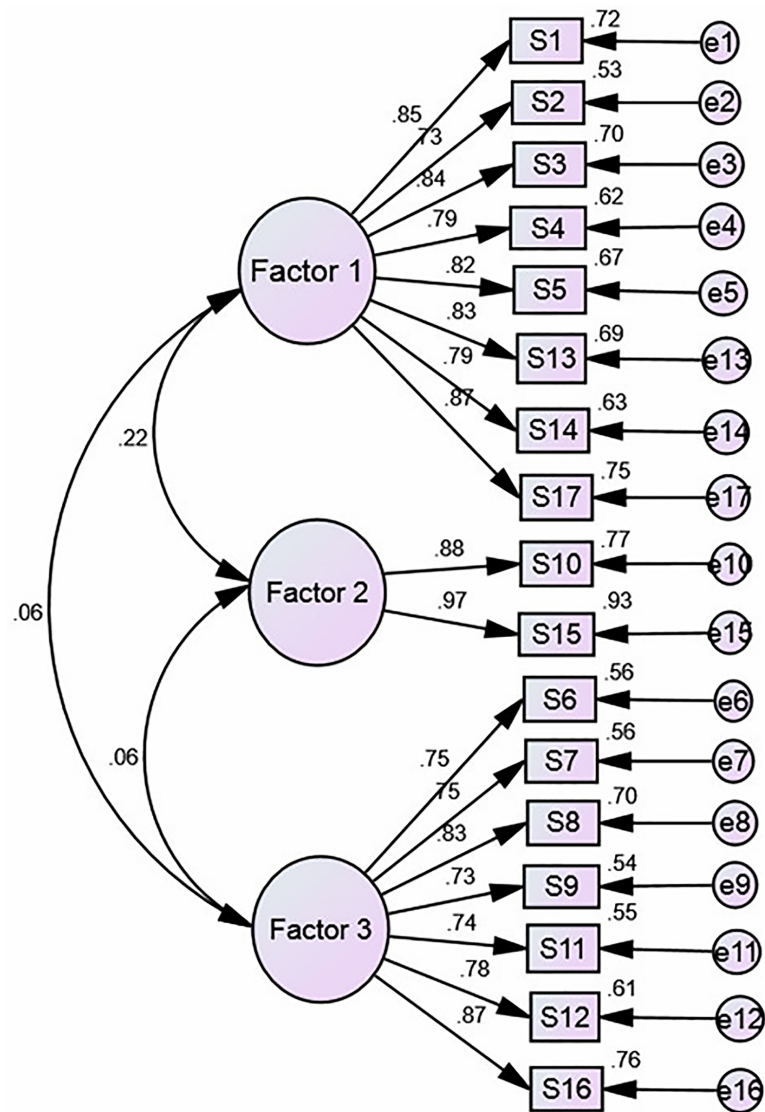 .72
S1
e1
.53
.85
S2
e2
.73
.70
S3
e3
.84
.62
S4
e4
.79
.67
Factor 1
.82
S5
e5
.83
.69
S13
e13
.79
.63
.87
S14
e14
.22
.75
S17
e17
.77
.88
S10
e10
Factor 2
.97
.93
S15
e15
.06
.56
S6
e6
.75
.56
.06
S7
e7
.75
.70
.83
S8
e8
.54
.73
S9
e9
.55
Factor 3
.74
S11
e11
.78
.61
S12
e12
.87
.76
S16
e16